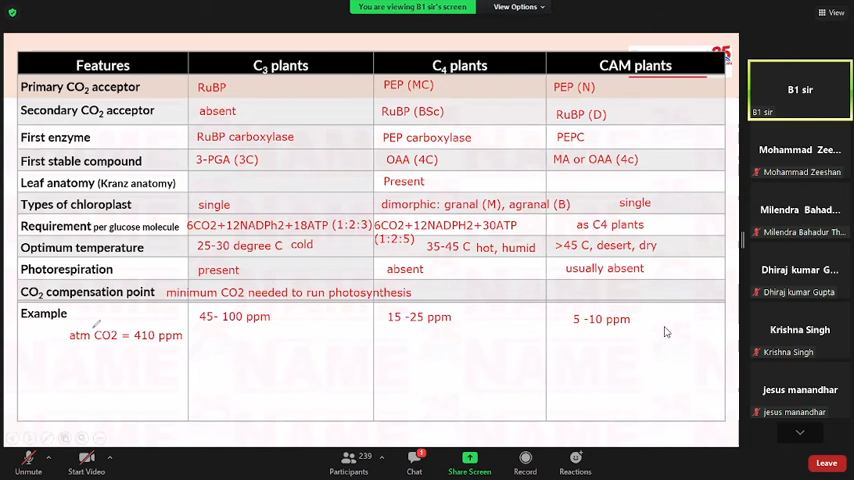 You are viewing B1 sir's screen
View Options
View
Features
C3 plants
C4 plants
CAM plants
Primary CO2 acceptor
RuBP
PEP (MC)
PEP (N)
Secondary CO2 acceptor
absent
RuBP (BSc)
RuBP (D)
First enzyme
RuBP carboxylase
PEP carboxylase
PEPC
First stable compound
3-PGA (3C)
OAA (4C)
MA or OAA (4c)
Leaf anatomy (Kranz anatomy)
Present
Types of chloroplast
single
dimorphic: granal (M), agranal (B)
single
Requirement per glucose molecule
6CO2+12NADPh2+18ATP (1:2:3)
6CO2+12NADPH2+30ATP
(1:2:5)
as C4 plants
Optimum temperature
25-30 degree C cold
35-45 C hot, humid
>45 C, desert, dry
Photorespiration
present
absent
usually absent
CO2 compensation point
minimum CO2 needed to run photosynthesis
Example
atm CO2 = 410 ppm
45- 100 ppm
15 -25 ppm
5 -10 ppm
B1 sir
B1 sir
Mohammad Zee...
Mohammad Zeeshan
Milendra Bahad...
Milendra Bahadur Th...
Dhiraj kumar G...
Dhiraj kumar Gupta
Krishna Singh
Krishna Singh
jesus manandhar
jesus manandhar
Unmute
Start Video
239
Participants
Chat
Share Screen
Record
Reactions
Leave